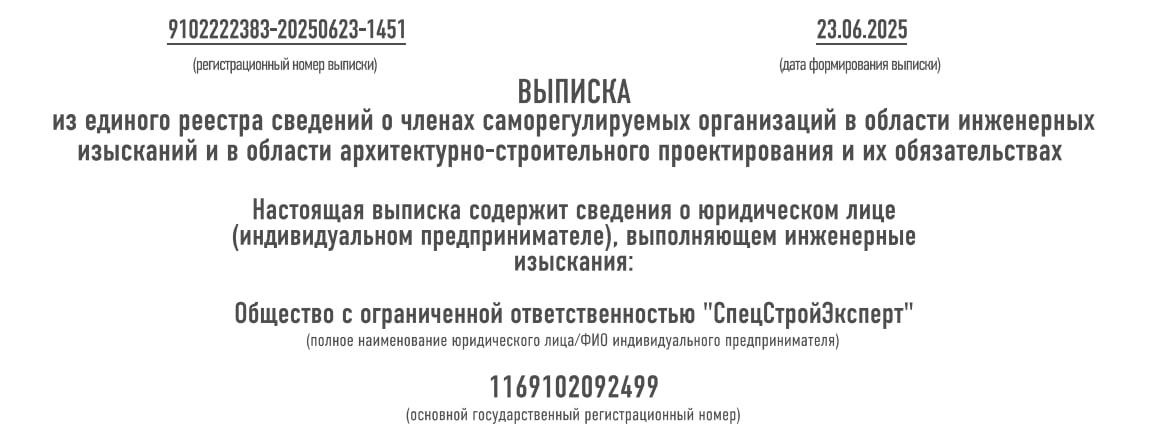 9102222383-20250623-1451 23.06.2025
(регистрационный номер выписки) (дата формирования выписки)
ВЫПИСКА
из единого реестра сведений о членах саморегулируемых организаций в области инженерных
изысканий и в области архитектурно-строительного проектирования и их обязательствах
Настоящая выписка содержит сведения о юридическом лице
(индивидуальном предпринимателе), выполняющем инженерные
изыскания:
Общество с ограниченной ответственностью "СпецСтройЭксперт"
(полное наименование юридического лица/ФИО индивидуального предпринимателя)
1169102092499
(основной государственный регистрационный номер)